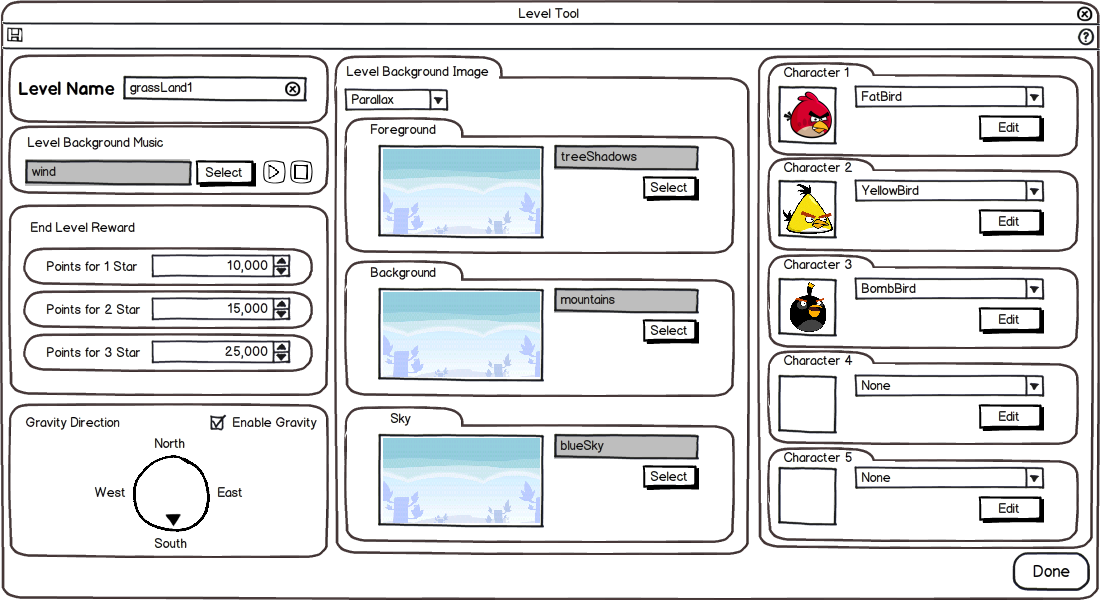 Level Tool
?
Level Name
grassLand1
Level Background Music
wind
Select
End Level Reward
Points for 1 Star
10,000
Points for 2 Star
15,000
Points for 3 Star
25,000
Gravity Direction
Enable Gravity
North
West
East
South
Level Background Image
Parallax
Foreground
treeShadows
Select
Background
mountains
Select
Sky
blueSky
Select
Character 1
FatBird
Edit
Character 2
YellowBird
Edit
Character 3
BombBird
Edit
Character 4
None
Edit
Character 5
None
Edit
Done